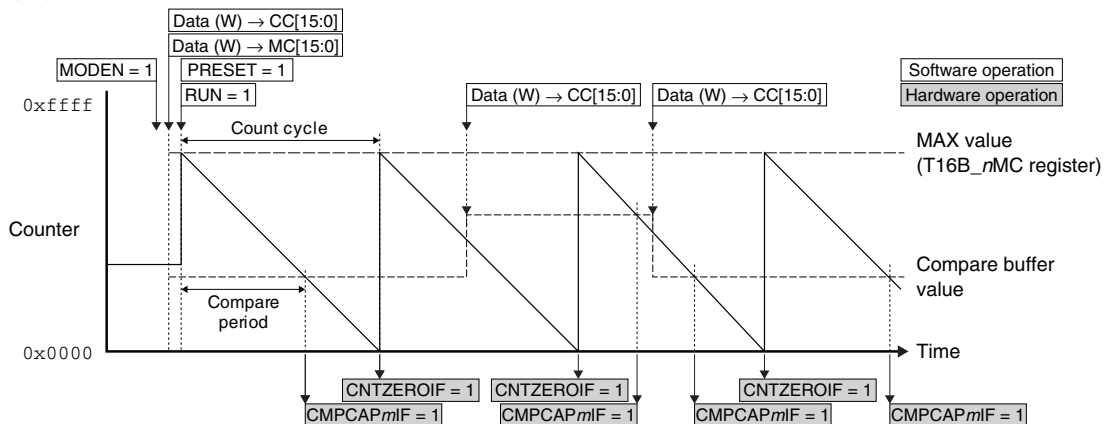 Data (W) → CC[15:0]
Data (W) → MC[15:0]
MODEN = 1
PRESET = 1
RUN = 1
Software operation
Hardware operation
0xffff
Data (W) → CC[15:0]
Data (W) → CC[15:0]
Count cycle
MAX value
(T16B_nMC register)
Counter
Compare buffer
value
Compare
period
0x0000
Time
CNTZEROIF = 1
CNTZEROIF = 1
CNTZEROIF = 1
CMPCAPmIF = 1
CMPCAPmIF = 1
CMPCAPmIF = 1
CMPCAPmIF = 1